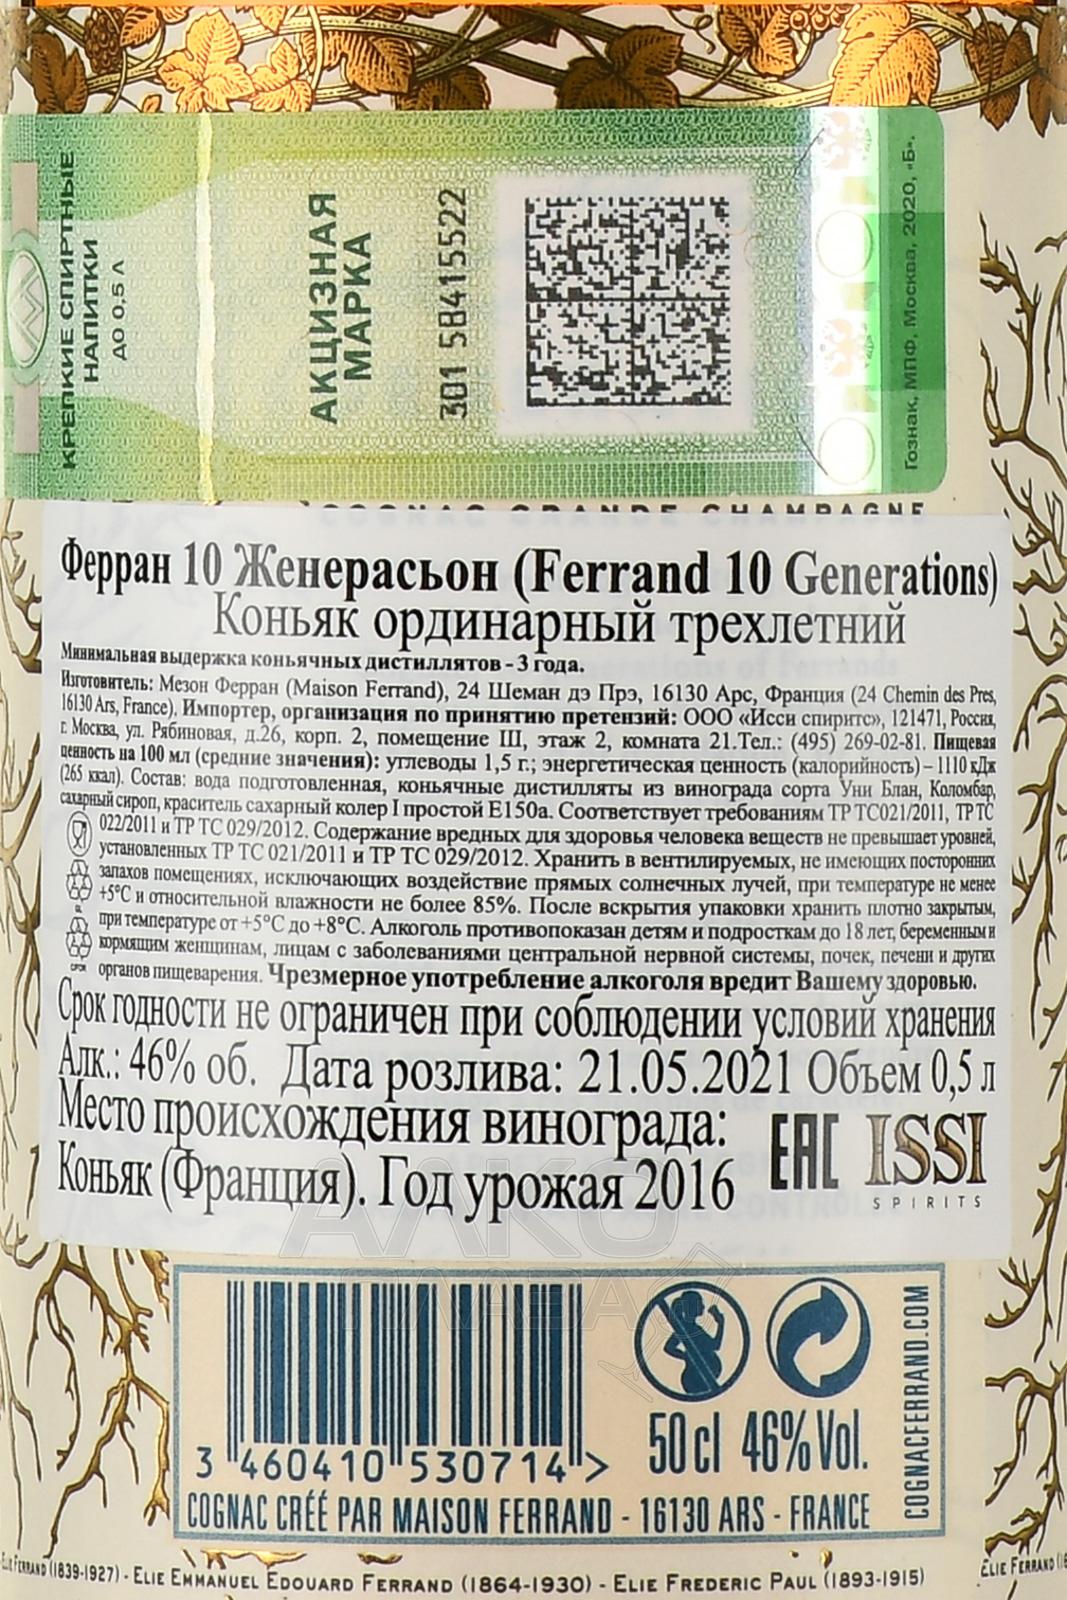 КРЕПКИЕ СПИРТНЫЕ
НАПИТКИ
ДО 0,5 Л
АКЦИЗНАЯ
МАРКА
301 58415522
Гознак, МПФ, Москва, 2020, «Б».
COGNAC GRANDE CHAMPAGNE
Ферран 10 Женерасьон (Ferrand 10 Generations)
Коньяк ординарный трехлетний
Минимальная выдержка коньячных дистиллятов - 3 года.
Изготовитель: Мезон Ферран (Maison Ferrand), 24 Шеман дэ Прэ, 16130 Арс, Франция (24 Chemin des Pres,
16130 Ars, France). Импортер, организация по принятию претензий: ООО «Исси спиритс», 121471, Россия,
г. Москва, ул. Рябиновая, д.26, корп. 2, помещение III, этаж 2, комната 21.Тел.: (495) 269-02-81. Пищевая
ценность на 100 мл (средние значения): углеводы 1,5 г.; энергетическая ценность (калорийность) – 1110 кДж
(265 ккал). Состав: вода подготовленная, коньячные дистилляты из винограда сорта Уни Блан, Коломбар,
сахарный сироп, краситель сахарный колер I простой Е150а. Соответствует требованиям ТР ТС021/2011, ТР ТС
022/2011 и ТР ТС 029/2012. Содержание вредных для здоровья человека веществ не превышает уровней,
установленных ТР ТС 021/2011 и ТР ТС 029/2012. Хранить в вентилируемых, не имеющих посторонних
запахов помещениях, исключающих воздействие прямых солнечных лучей, при температуре не менее
+5°С и относительной влажности не более 85%. После вскрытия упаковки хранить плотно закрытым,
при температуре от +5°С до +8°С. Алкоголь противопоказан детям и подросткам до 18 лет, беременным и
кормящим женщинам, лицам с заболеваниями центральной нервной системы, почек, печени и других
органов пищеварения. Чрезмерное употребление алкоголя вредит Вашему здоровью.
Срок годности не ограничен при соблюдении условий хранения
Алк.: 46% об. Дата розлива: 21.05.2021 Объем 0,5 л
Место происхождения винограда:
Коньяк (Франция). Год урожая 2016
EAC ISSI
SPIRITS
АЛКО
ПЛАЗА
3 460410 530714 >
50cl 46% Vol.
COGNAC CRÉÉ PAR MAISON FERRAND - 16130 ARS - FRANCE
COGNACFERRAND.COM
FERRAND (1839-1927) - ELIE EMMANUEL EDOUARD FERRAND (1864-1930) - ELIE FREDERIC PAUL (1893-1915)
ELIE FERRAND